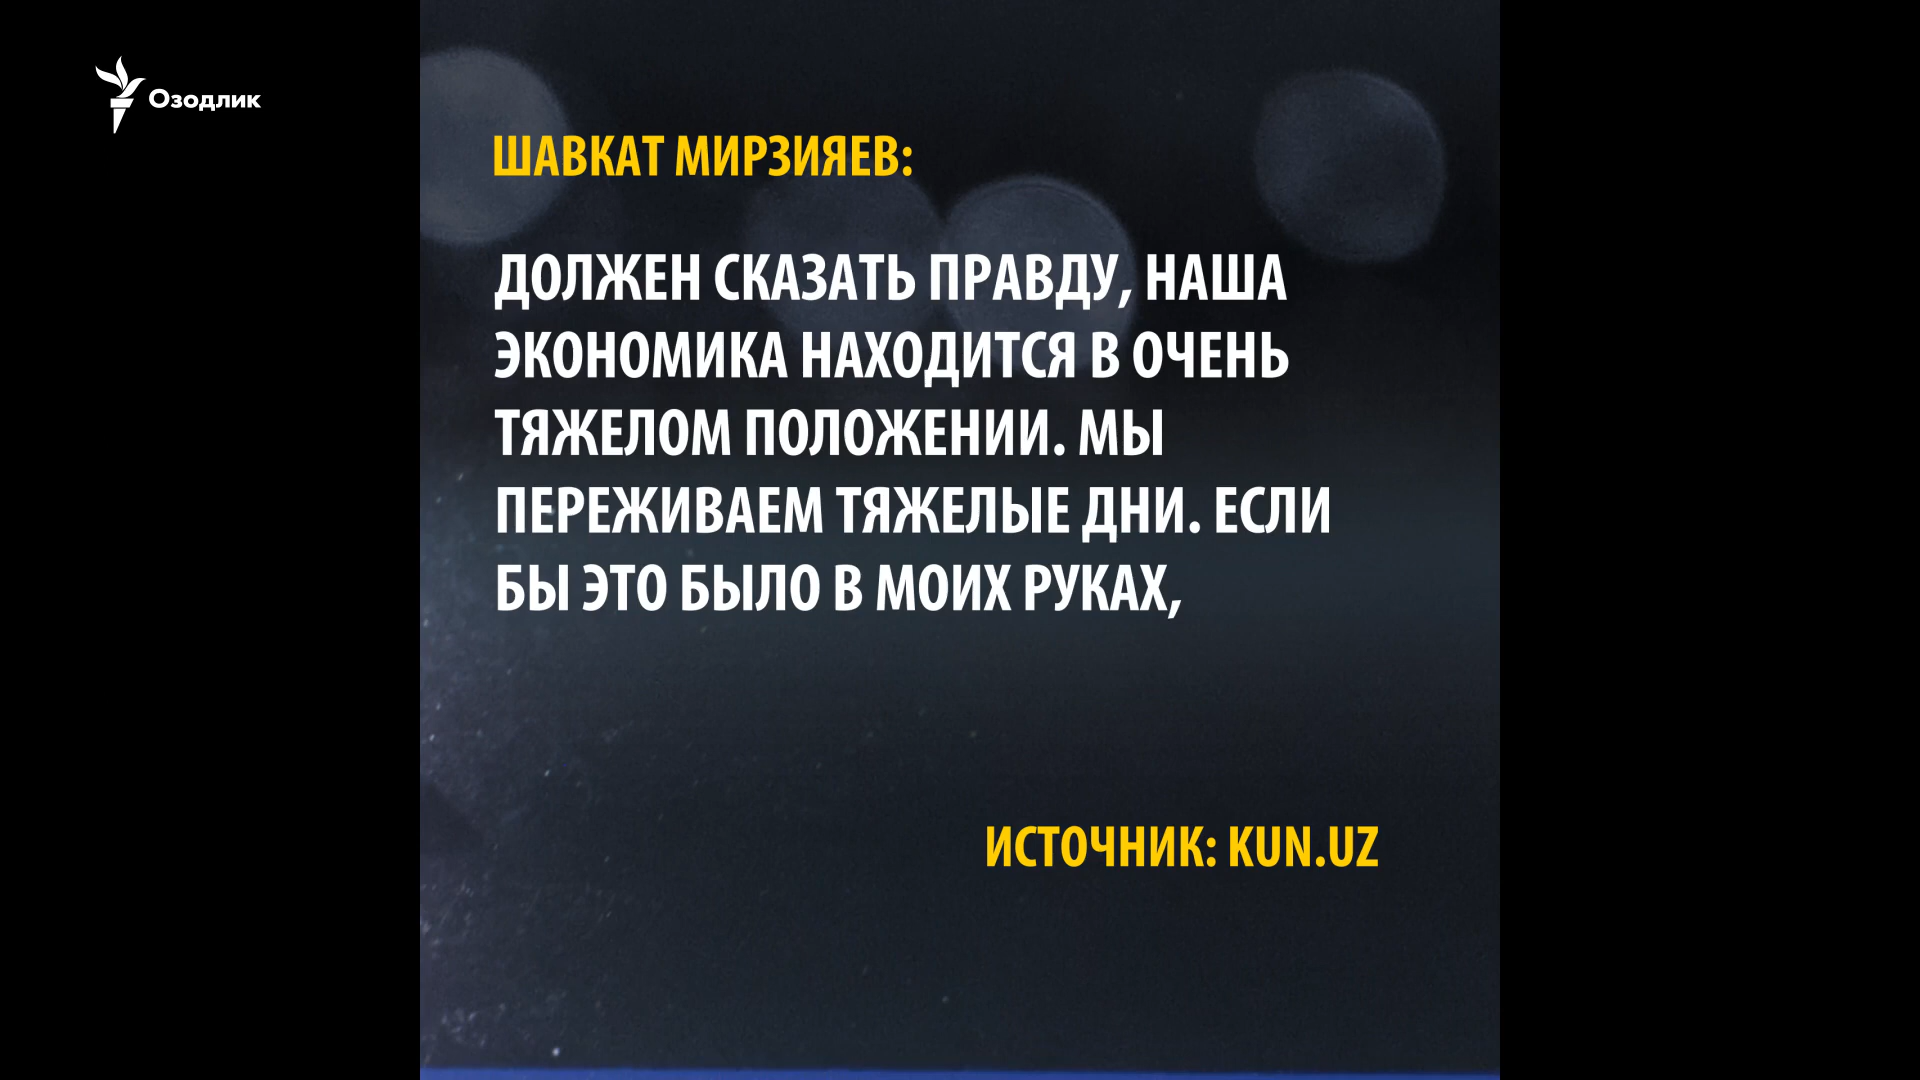 Озодлик
ШАВКАТ МИРЗИЯЕВ:
ДОЛЖЕН СКАЗАТЬ ПРАВДУ, НАША
ЭКОНОМИКА НАХОДИТСЯ В ОЧЕНЬ
ТЯЖЕЛОМ ПОЛОЖЕНИИ. МЫ
ПЕРЕЖИВАЕМ ТЯЖЕЛЫЕ ДНИ. ЕСЛИ
БЫ ЭТО БЫЛО В МОИХ РУКАХ,
ИСТОЧНИК: KUN.UZ